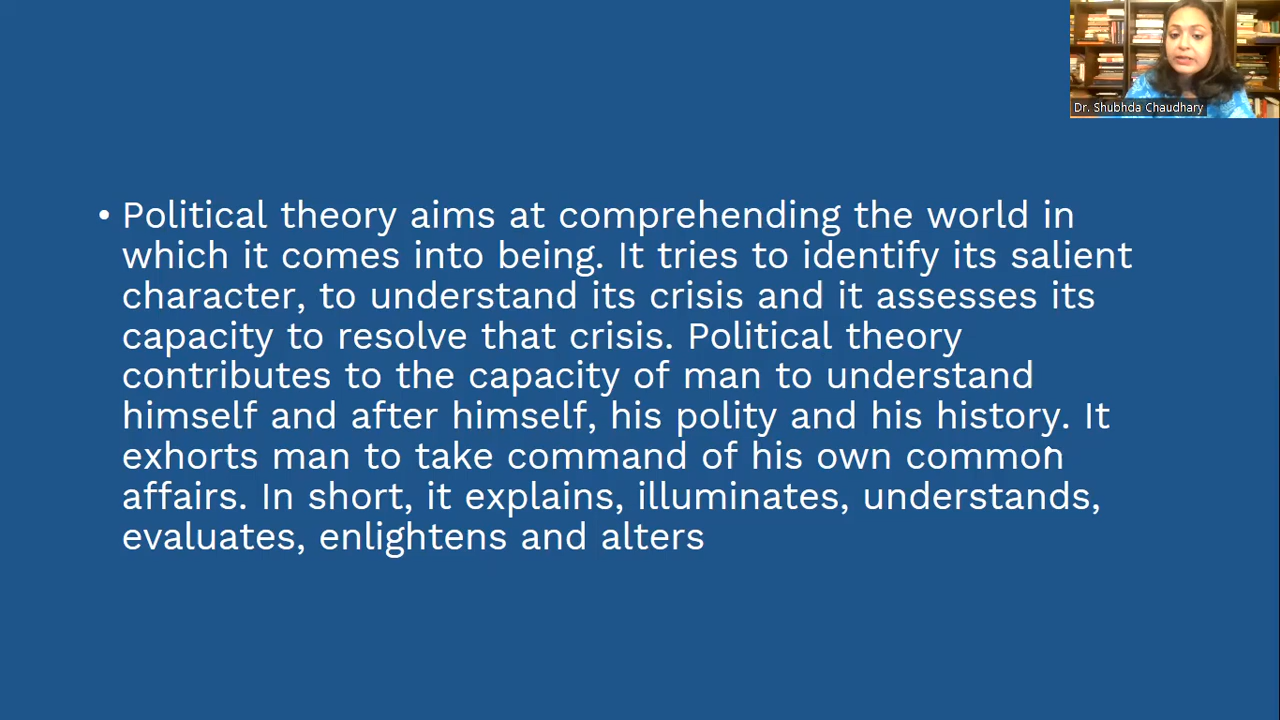 Dr. Shubhda Chaudhary
• Political theory aims at comprehending the world in
which it comes into being. It tries to identify its salient
character, to understand its crisis and it assesses its
capacity to resolve that crisis. Political theory
contributes to the capacity of man to understand
himself and after himself, his polity and his history. It
exhorts man to take command of his own common
affairs. In short, it explains, illuminates, understands,
evaluates, enlightens and alters